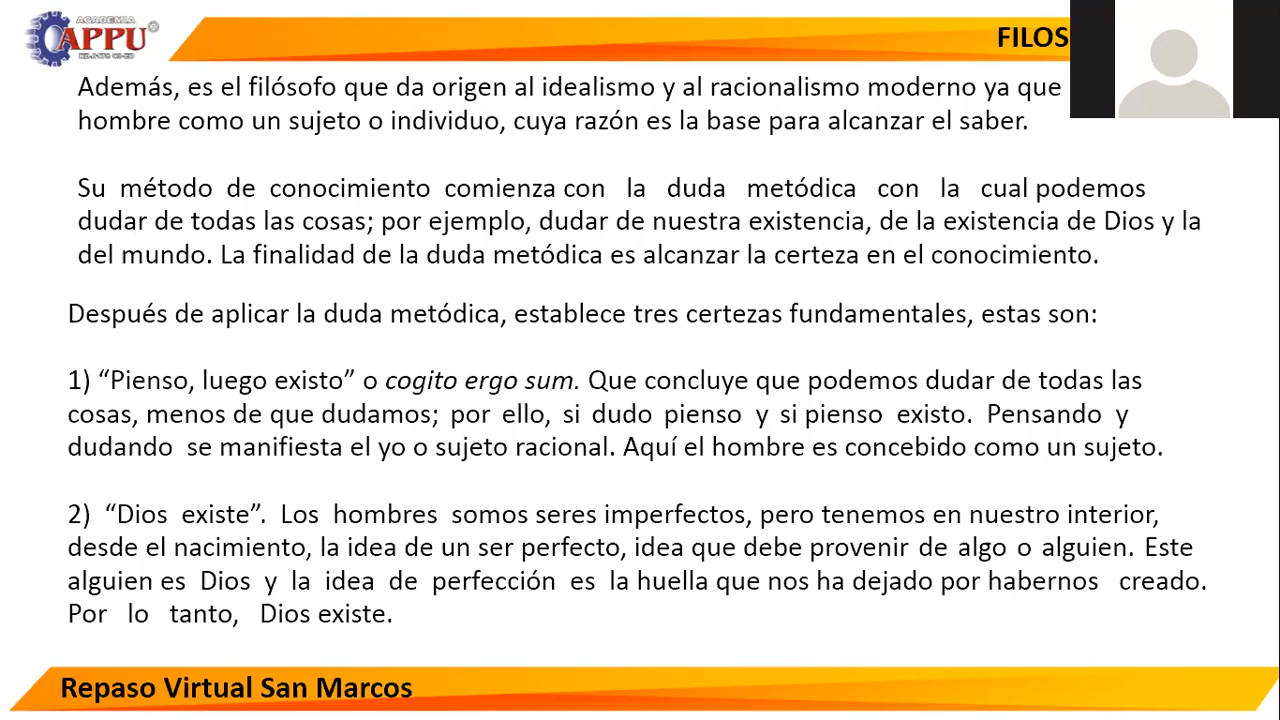 ACADEMIA
APPU
FILOS
Además, es el filósofo que da origen al idealismo y al racionalismo moderno ya que
hombre como un sujeto o individuo, cuya razón es la base para alcanzar el saber.
Su método de conocimiento comienza con la duda metódica con la cual podemos
dudar de todas las cosas; por ejemplo, dudar de nuestra existencia, de la existencia de Dios y la
del mundo. La finalidad de la duda metódica es alcanzar la certeza en el conocimiento.
Después de aplicar la duda metódica, establece tres certezas fundamentales, estas son:
1) “Pienso, luego existo” o cogito ergo sum. Que concluye que podemos dudar de todas las
cosas, menos de que dudamos; por ello, si dudo pienso y si pienso existo. Pensando y
dudando se manifiesta el yo o sujeto racional. Aquí el hombre es concebido como un sujeto.
2) “Dios existe”. Los hombres somos seres imperfectos, pero tenemos en nuestro interior,
desde el nacimiento, la idea de un ser perfecto, idea que debe provenir de algo o alguien. Este
alguien es Dios y la idea de perfección es la huella que nos ha dejado por habernos creado.
Por lo tanto, Dios existe.
Repaso Virtual San Marcos